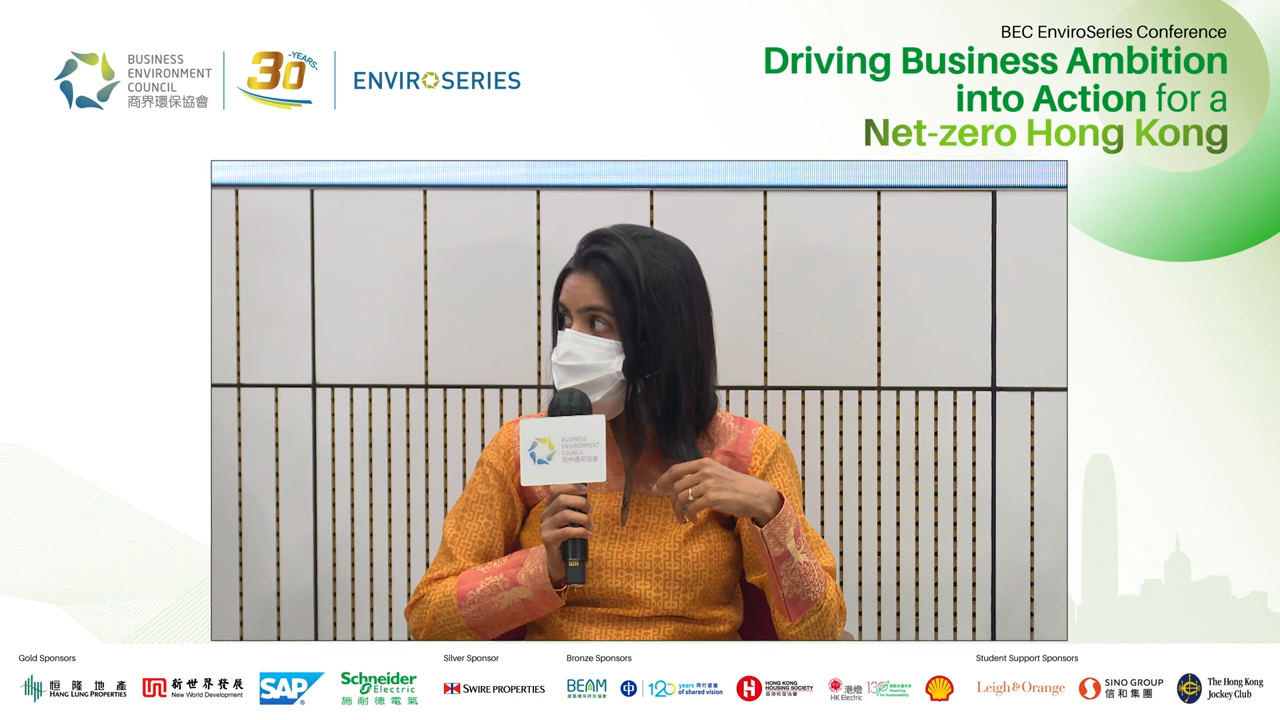 BUSINESS
ENVIRONMENT
COUNCIL
商界環保協會
30
-YEARS-
ENVIROSERIES
BEC EnviroSeries Conference
Driving Business Ambition
into Action for a
Net-zero Hong Kong
BUSINESS
ENVIRONMENT
COUNCIL
商界環保協會
Gold Sponsors
恒隆地產
HANG LUNG PROPERTIES
新世界發展
New World Development
SAP
Schneider
Electric
施耐德電氣
Silver Sponsor
SWIRE PROPERTIES
Bronze Sponsors
BEAM
120 years
of shared vision
HONG KONG
HOUSING SOCIETY
香港房屋協會
港燈
HK Electric
130
Powering
for Sustainability
Student Support Sponsors
Leigh & Orange
SINO GROUP
信和集團
The Hong Kong
Jockey Club